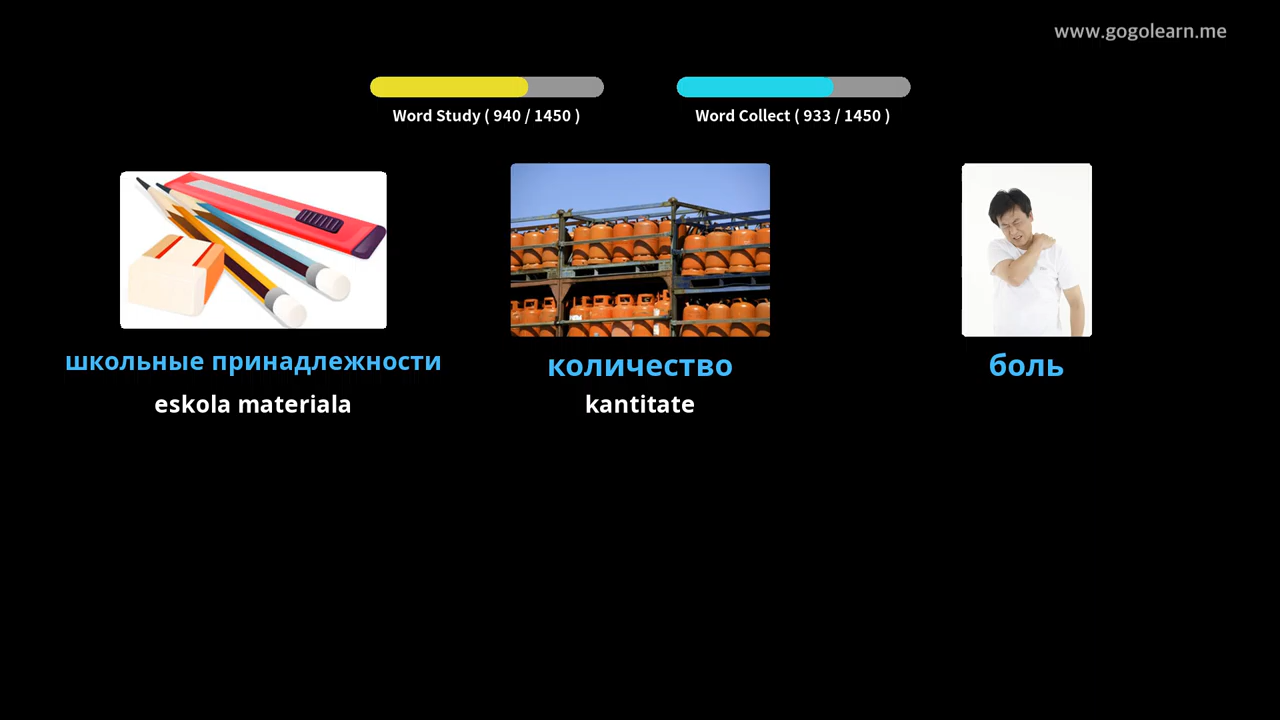 www.gogolearn.me
Word Study ( 940 / 1450 )
Word Collect ( 933 / 1450 )
школьные принадлежности
eskola materiala
количество
kantitate
боль